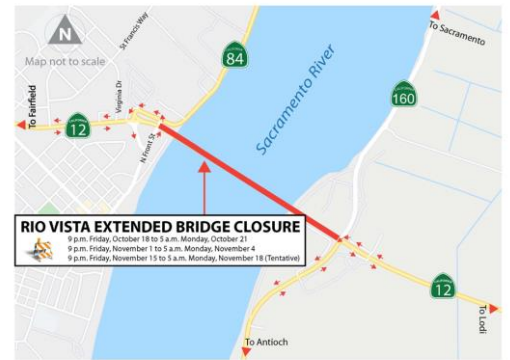 N
Map not to scale
St Francis Way
84
To Sacramento
Sacramento River
160
Virginia Dr
To Fairfield
12
N Front St
RIO VISTA EXTENDED BRIDGE CLOSURE
9 p.m. Friday, October 18 to 5 a.m. Monday, October 21
9 p.m. Friday, November 1 to 5 a.m. Monday, November 4
9 p.m. Friday, November 15 to 5 a.m. Monday, November 18 (Tentative)
12
To Lodi
To Antioch